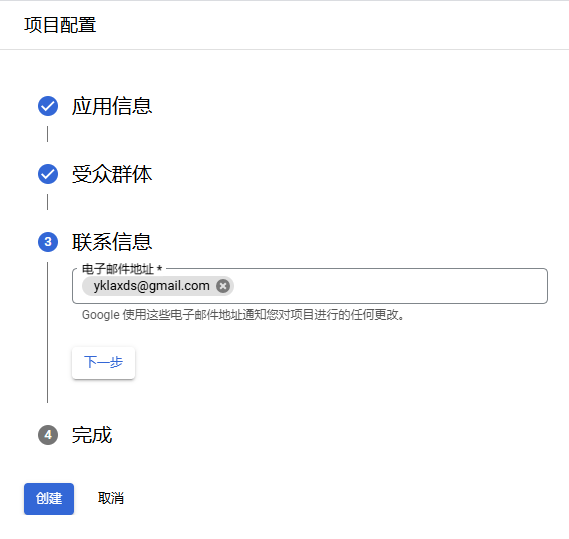 项目配置
应用信息
受众群体
3 联系信息
电子邮件地址 *
yklaxds@gmail.com
Google 使用这些电子邮件地址通知您对项目进行的任何更改。
下一步
4 完成
创建 取消